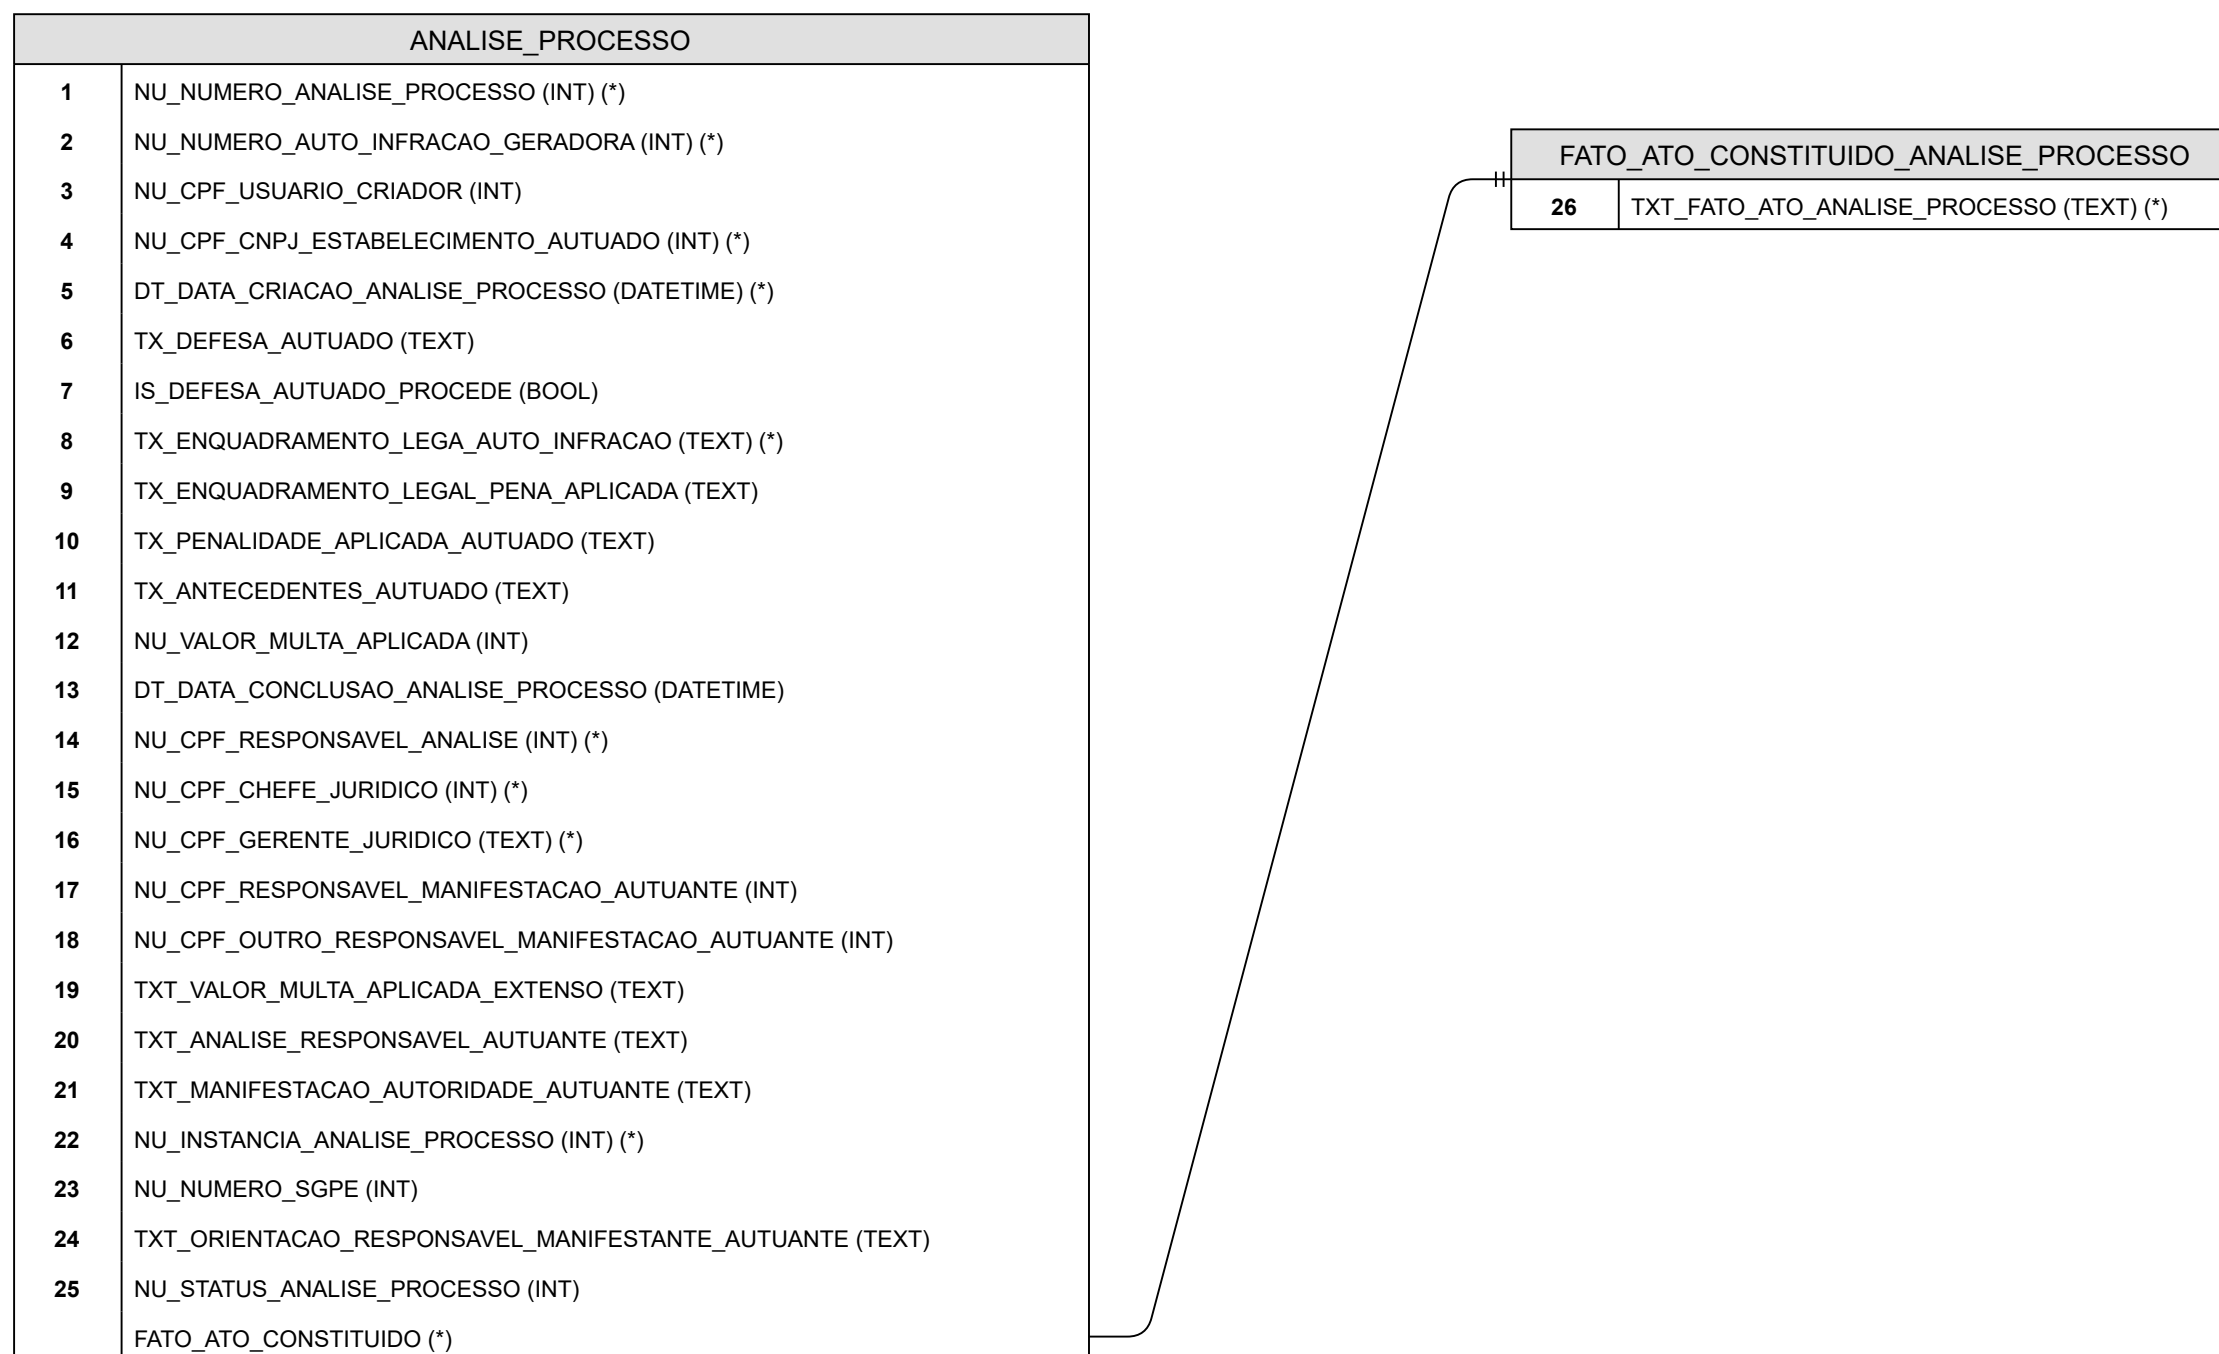 ANALISE_PROCESSO
1 NU_NUMERO_ANALISE_PROCESSO (INT) (*)
2 NU_NUMERO_AUTO_INFRACAO_GERADORA (INT) (*)
3 NU_CPF_USUARIO_CRIADOR (INT)
4 NU_CPF_CNPJ_ESTABELECIMENTO_AUTUADO (INT) (*)
5 DT_DATA_CRIACAO_ANALISE_PROCESSO (DATETIME) (*)
6 TX_DEFESA_AUTUADO (TEXT)
7 IS_DEFESA_AUTUADO_PROCEDE (BOOL)
8 TX_ENQUADRAMENTO_LEGA_AUTO_INFRACAO (TEXT) (*)
9 TX_ENQUADRAMENTO_LEGAL_PENA_APLICADA (TEXT)
10 TX_PENALIDADE_APLICADA_AUTUADO (TEXT)
11 TX_ANTECEDENTES_AUTUADO (TEXT)
12 NU_VALOR_MULTA_APLICADA (INT)
13 DT_DATA_CONCLUSAO_ANALISE_PROCESSO (DATETIME)
14 NU_CPF_RESPONSAVEL_ANALISE (INT) (*)
15 NU_CPF_CHEFE_JURIDICO (INT) (*)
16 NU_CPF_GERENTE_JURIDICO (TEXT) (*)
17 NU_CPF_RESPONSAVEL_MANIFESTACAO_AUTUANTE (INT)
18 NU_CPF_OUTRO_RESPONSAVEL_MANIFESTACAO_AUTUANTE (INT)
19 TXT_VALOR_MULTA_APLICADA_EXTENSO (TEXT)
20 TXT_ANALISE_RESPONSAVEL_AUTUANTE (TEXT)
21 TXT_MANIFESTACAO_AUTORIDADE_AUTUANTE (TEXT)
22 NU_INSTANCIA_ANALISE_PROCESSO (INT) (*)
23 NU_NUMERO_SGPE (INT)
24 TXT_ORIENTACAO_RESPONSAVEL_MANIFESTANTE_AUTUANTE (TEXT)
25 NU_STATUS_ANALISE_PROCESSO (INT)
FATO_ATO_CONSTITUIDO (*)
FATO_ATO_CONSTITUIDO_ANALISE_PROCESSO
26 TXT_FATO_ATO_ANALISE_PROCESSO (TEXT) (*)